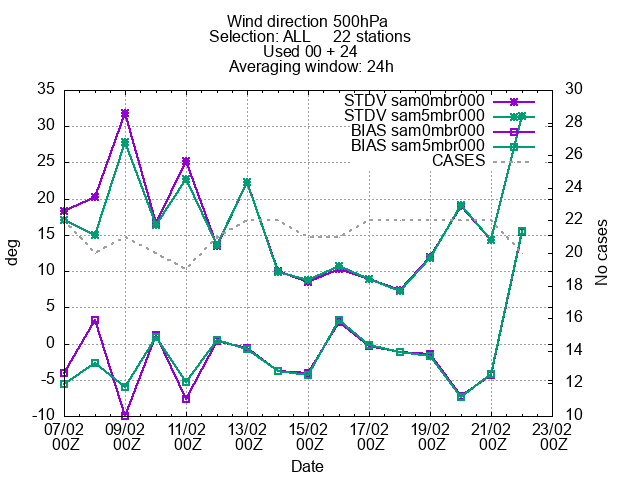 Wind direction 500hPa
Selection: ALL 22 stations
Used 00 + 24
Averaging window: 24h
STDV sam0mbr000
STDV sam5mbr000
BIAS sam0mbr000
BIAS sam5mbr000
CASES
35
30
25
20
15
10
5
0
-5
-10
deg
30
28
26
24
22
20
18
16
14
12
10
No cases
07/02 09/02 11/02 13/02 15/02 17/02 19/02 21/02 23/02
00Z 00Z 00Z 00Z 00Z 00Z 00Z 00Z 00Z
Date